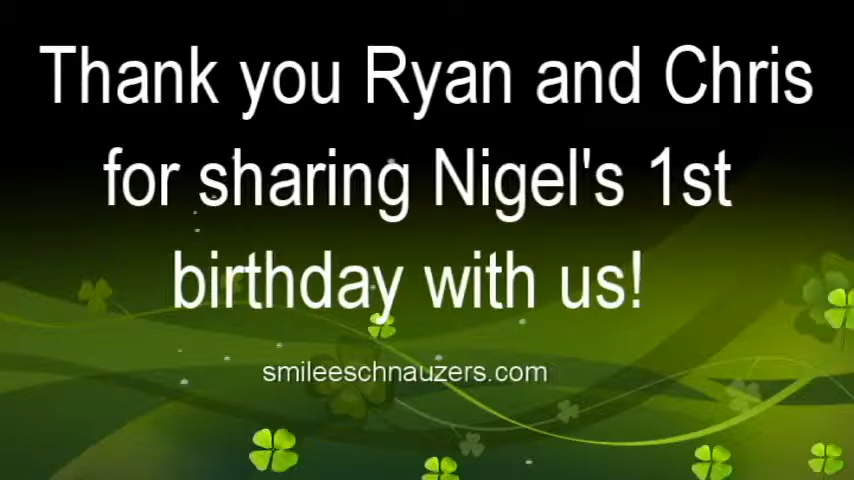 Thank you Ryan and Chris
for sharing Nigel's 1st
birthday with us!
smileeschnauzers.com